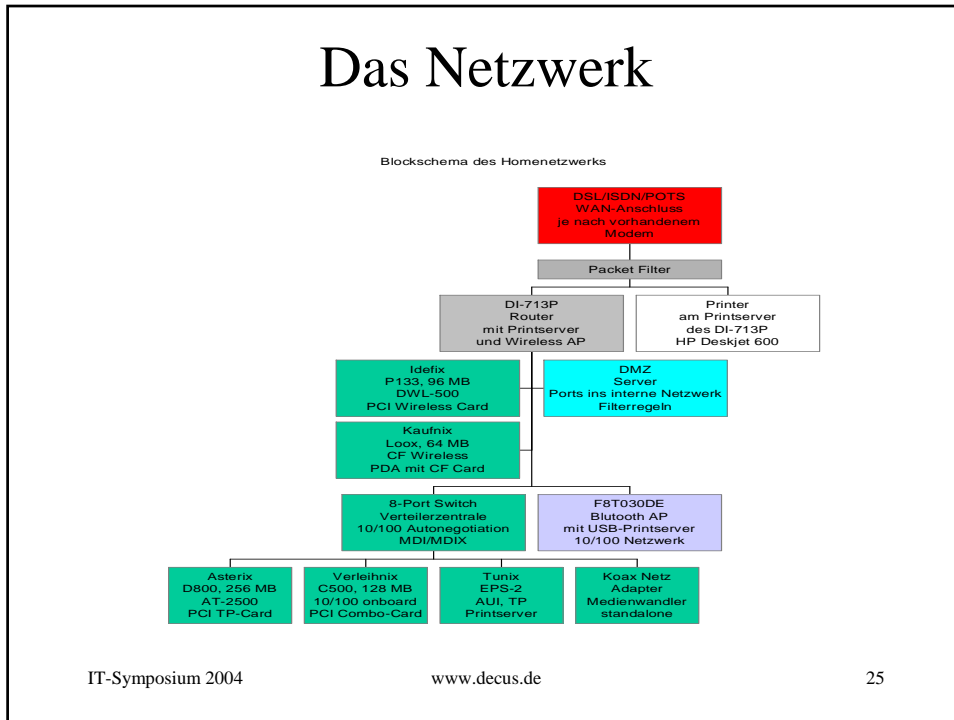 Das Netzwerk
Blockschema des Homenetzwerks
DSL/ISDN/POTS
WAN-Anschluss
je nach vorhandenem
Modem
Packet Filter
DI-713P
Router
mit Printserver
und Wireless AP
Printer
am Printserver
des DI-713P
HP Deskjet 600
Idefix
P133, 96 MB
DWL-500
PCI Wireless Card
DMZ
Server
Ports ins interne Netzwerk
Filterregeln
Kaufnix
Loox, 64 MB
CF Wireless
PDA mit CF Card
8-Port Switch
Verteilerzentrale
10/100 Autonegotiation
MDI/MDIX
F8T030DE
Blutooth AP
mit USB-Printserver
10/100 Netzwerk
Asterix
D800, 256 MB
AT-2500
PCI TP-Card
Verleihnix
C500, 128 MB
10/100 onboard
PCI Combo-Card
Tunix
EPS-2
AUI, TP
Printserver
Koax Netz
Adapter
Medienwandler
standalone
IT-Symposium 2004
www.decus.de
25